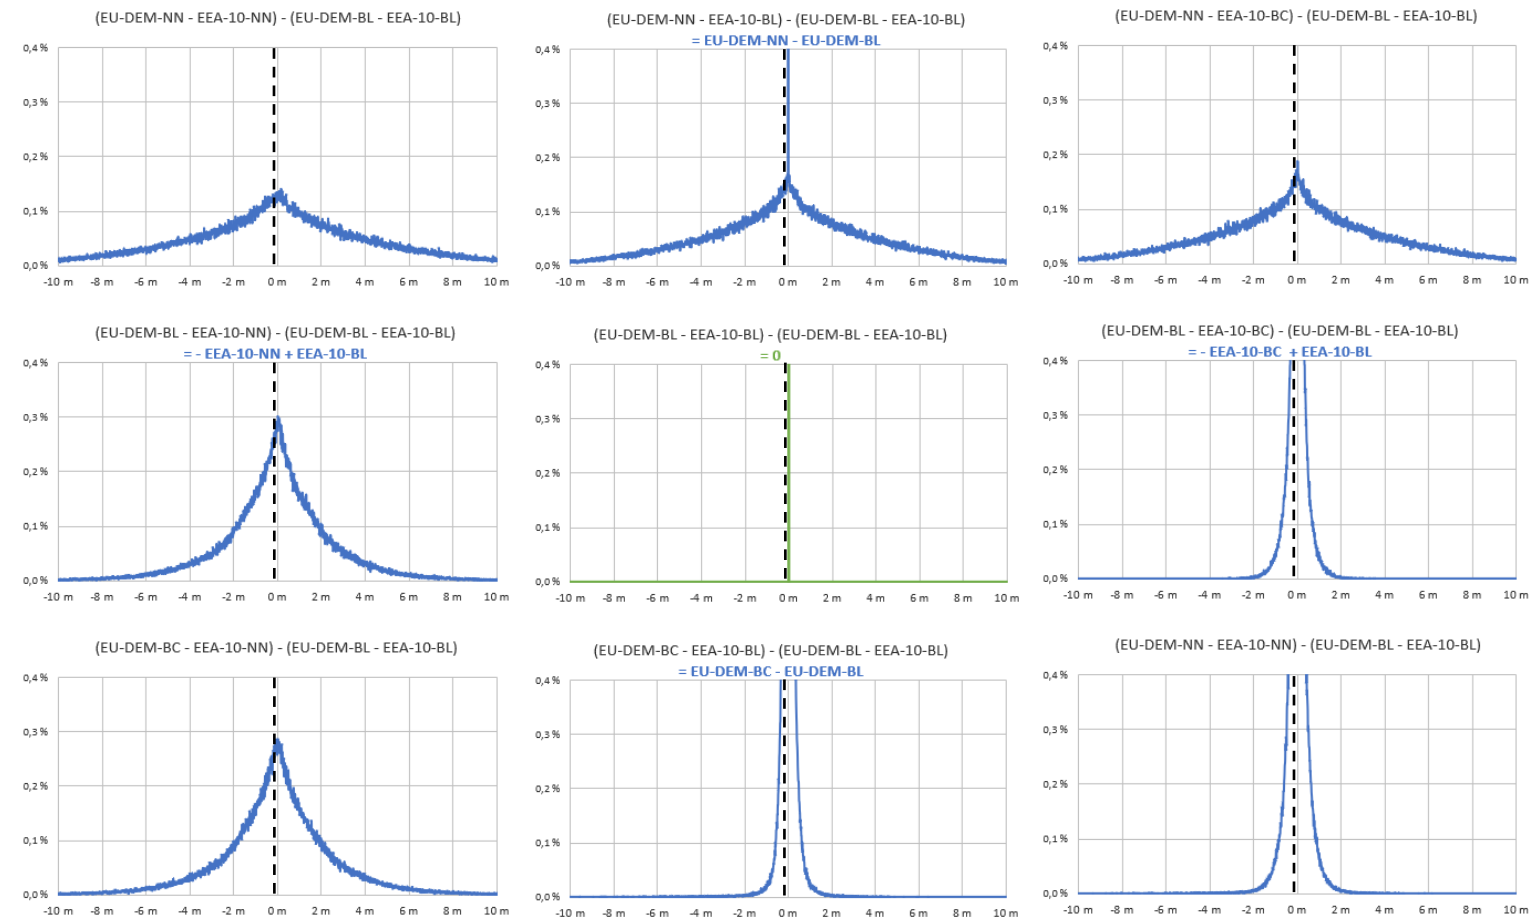 (EU-DEM-NN - EEA-10-NN) - (EU-DEM-BL - EEA-10-BL)
0,4 %
0,3 %
0,2 %
0,1 %
0,0 %
-10 m -8 m -6 m -4 m -2 m 0 m 2 m 4 m 6 m 8 m 10 m
(EU-DEM-NN - EEA-10-BL) - (EU-DEM-BL - EEA-10-BL)
= EU-DEM-NN - EU-DEM-BL
0,4 %
0,3 %
0,2 %
0,1 %
0,0 %
-10 m -8 m -6 m -4 m -2 m 0 m 2 m 4 m 6 m 8 m 10 m
(EU-DEM-NN - EEA-10-BC) - (EU-DEM-BL - EEA-10-BL)
0,4 %
0,3 %
0,2 %
0,1 %
0,0 %
-10 m -8 m -6 m -4 m -2 m 0 m 2 m 4 m 6 m 8 m 10 m
(EU-DEM-BL - EEA-10-NN) - (EU-DEM-BL - EEA-10-BL)
= - EEA-10-NN + EEA-10-BL
0,4 %
0,3 %
0,2 %
0,1 %
0,0 %
-10 m -8 m -6 m -4 m -2 m 0 m 2 m 4 m 6 m 8 m 10 m
(EU-DEM-BL - EEA-10-BL) - (EU-DEM-BL - EEA-10-BL)
= 0
0,4 %
0,3 %
0,2 %
0,1 %
0,0 %
-10 m -8 m -6 m -4 m -2 m 0 m 2 m 4 m 6 m 8 m 10 m
(EU-DEM-BL - EEA-10-BC) - (EU-DEM-BL - EEA-10-BL)
= - EEA-10-BC + EEA-10-BL
0,4 %
0,3 %
0,2 %
0,1 %
0,0 %
-10 m -8 m -6 m -4 m -2 m 0 m 2 m 4 m 6 m 8 m 10 m
(EU-DEM-BC - EEA-10-NN) - (EU-DEM-BL - EEA-10-BL)
0,4 %
0,3 %
0,2 %
0,1 %
0,0 %
-10 m -8 m -6 m -4 m -2 m 0 m 2 m 4 m 6 m 8 m 10 m
(EU-DEM-BC - EEA-10-BL) - (EU-DEM-BL - EEA-10-BL)
= EU-DEM-BC - EU-DEM-BL
0,4 %
0,3 %
0,2 %
0,1 %
0,0 %
-10 m -8 m -6 m -4 m -2 m 0 m 2 m 4 m 6 m 8 m 10 m
(EU-DEM-NN - EEA-10-NN) - (EU-DEM-BL - EEA-10-BL)
0,4 %
0,3 %
0,2 %
0,1 %
0,0 %
-10 m -8 m -6 m -4 m -2 m 0 m 2 m 4 m 6 m 8 m 10 m